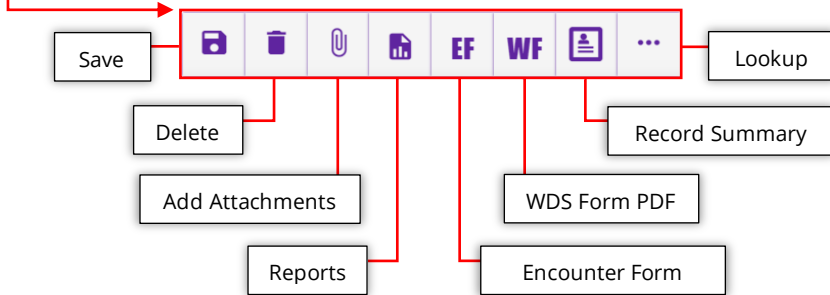 EF WF
Save
Lookup
Delete
Record Summary
Add Attachments
WDS Form PDF
Reports
Encounter Form